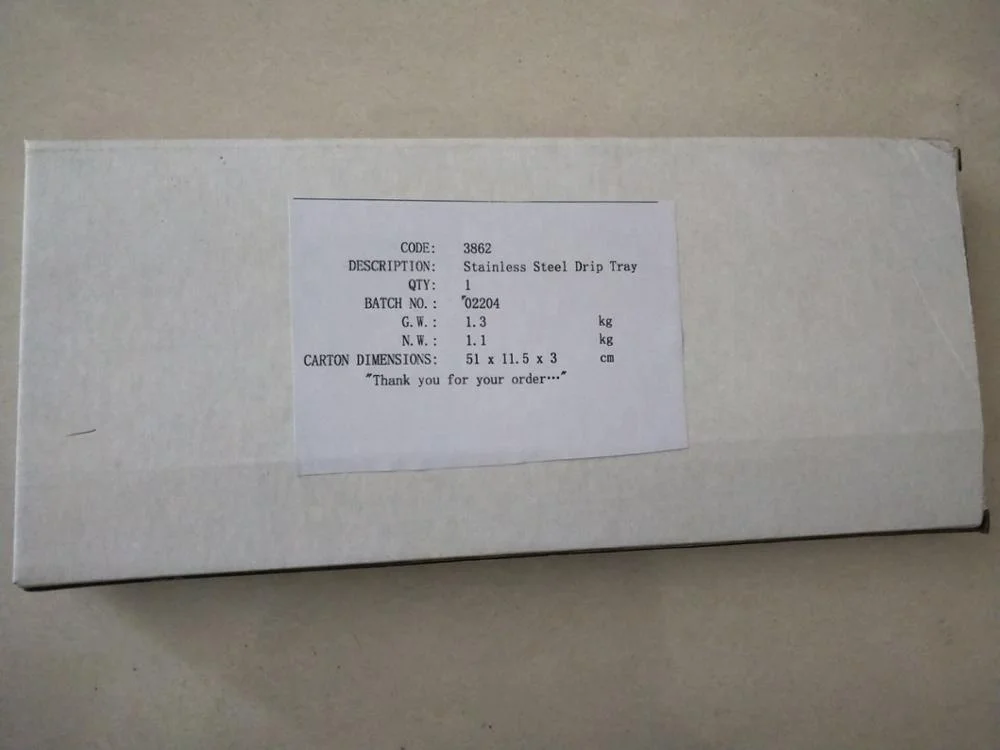 CODE: 3862
DESCRIPTION: Stainless Steel Drip Tray
QTY: 1
BATCH NO.: "02204
G.W.: 1.3 kg
N.W.: 1.1 kg
CARTON DIMENSIONS: 51 x 11.5 x 3 cm
"Thank you for your order…"